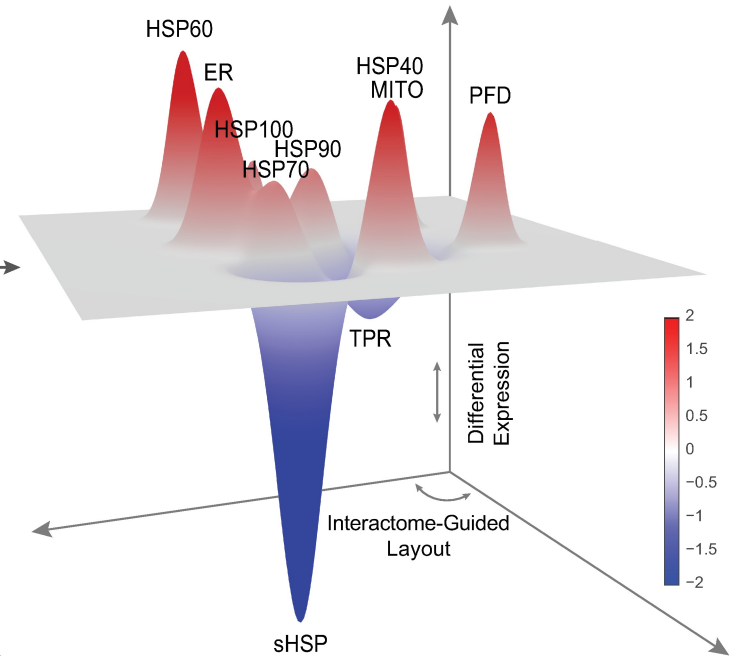 HSP60
ER
HSP40
MITO
PFD
HSP100
HSP90
HSP70
TPR
Differential
Expression
2
1.5
1
0.5
0
−0.5
−1
−1.5
−2
Interactome-Guided
Layout
sHSP